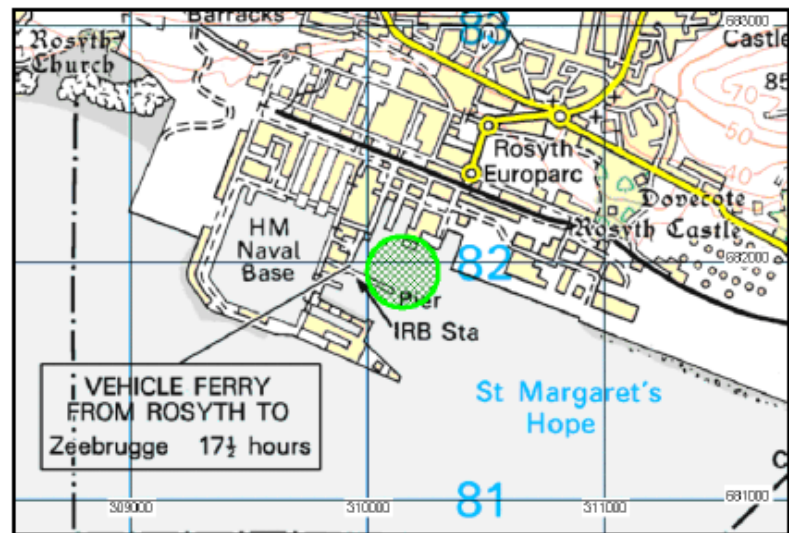 Barracks
83
683000
Rosyth
Church
Castle
85
70
50
40
Rosyth
Europarc
Dovecote
Rosyth Castle
HM
Naval
Base
82
682000
Pier
IRB Sta
VEHICLE FERRY
FROM ROSYTH TO
Zeebrugge 17½ hours
St Margaret's
Hope
C
81
681000
309000
310000
311000